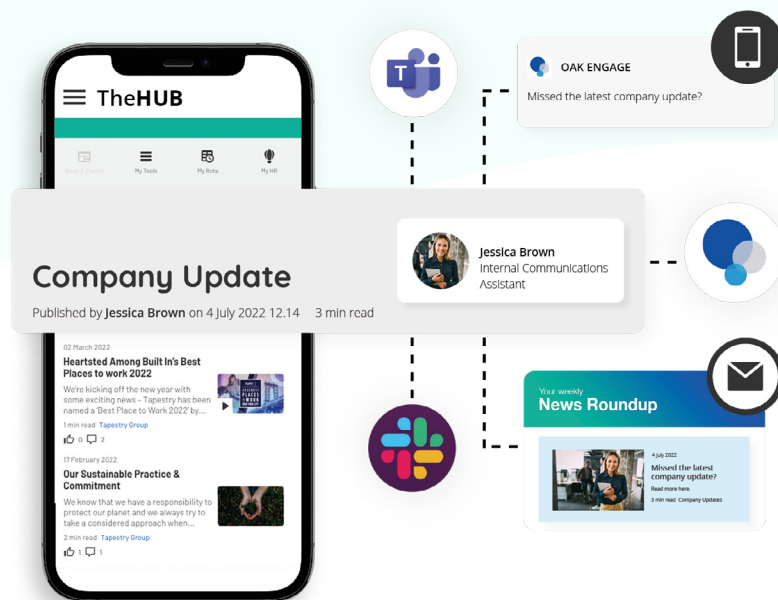 TheHUB
News & Events
My Tools
My Rota
My HR
T
OAK ENGAGE
Missed the latest company update?
Company Update
Published by Jessica Brown on 4 July 2022 12.14 3 min read
Jessica Brown
Internal Communications
Assistant
02 March 2022
Heartsted Among Built In's Best
Places to work 2022
We're kicking off the new year with
some exciting news – Tapestry has been
named a 'Best Place to Work 2022' by...
1 min read Tapestry Group
0 2
17 February 2022
Our Sustainable Practice &
Commitment
We know that we have a responsibility to
protect our planet and we always try to
take a considered approach when...
2 min read Tapestry Group
1 1
Your weekly
News Roundup
4 July 2022
Missed the latest
company update?
Read more here.
3 min read Company Updates